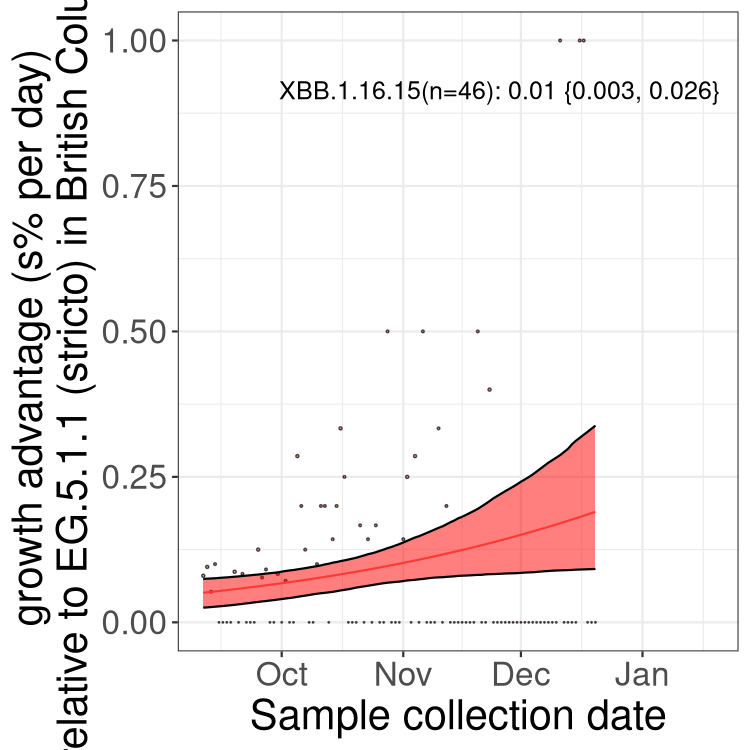 growth advantage (s% per day)
relative to EG.5.1.1 (stricto) in British Colu
1.00
0.75
0.50
0.25
0.00
XBB.1.16.15(n=46): 0.01 {0.003, 0.026}
Oct
Nov
Dec
Jan
Sample collection date